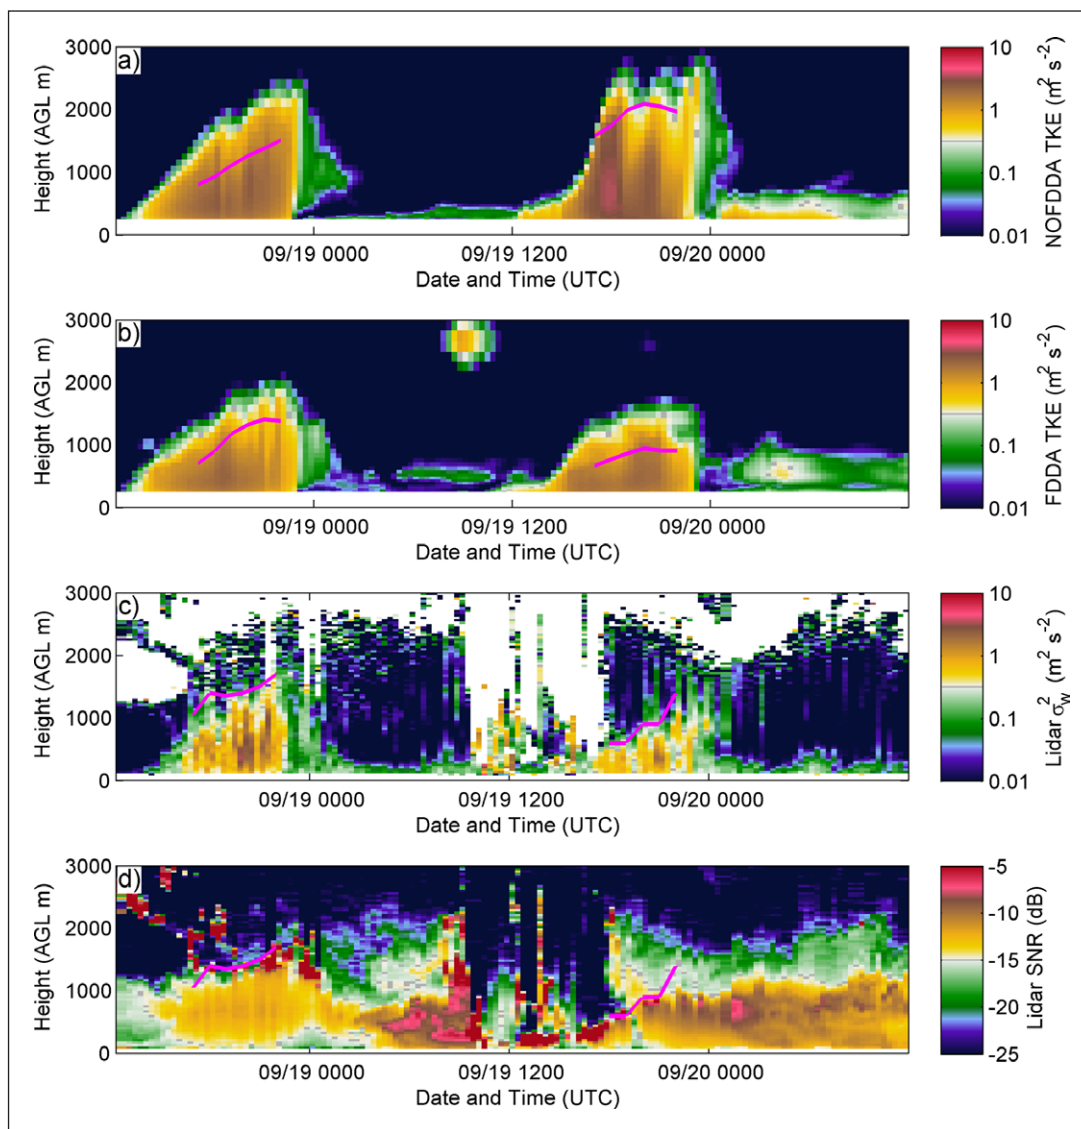 a)
3000
2000
1000
0
Height (AGL m)
09/19 0000 09/19 1200 09/20 0000
Date and Time (UTC)
10
1
0.1
0.01
NOFDDA TKE (m² s⁻²)
b)
3000
2000
1000
0
Height (AGL m)
09/19 0000 09/19 1200 09/20 0000
Date and Time (UTC)
10
1
0.1
0.01
FDDA TKE (m² s⁻²)
c)
3000
2000
1000
0
Height (AGL m)
09/19 0000 09/19 1200 09/20 0000
Date and Time (UTC)
10
1
0.1
0.01
Lidar σ²w (m² s⁻²)
d)
3000
2000
1000
0
Height (AGL m)
09/19 0000 09/19 1200 09/20 0000
Date and Time (UTC)
-5
-10
-15
-20
-25
Lidar SNR (dB)